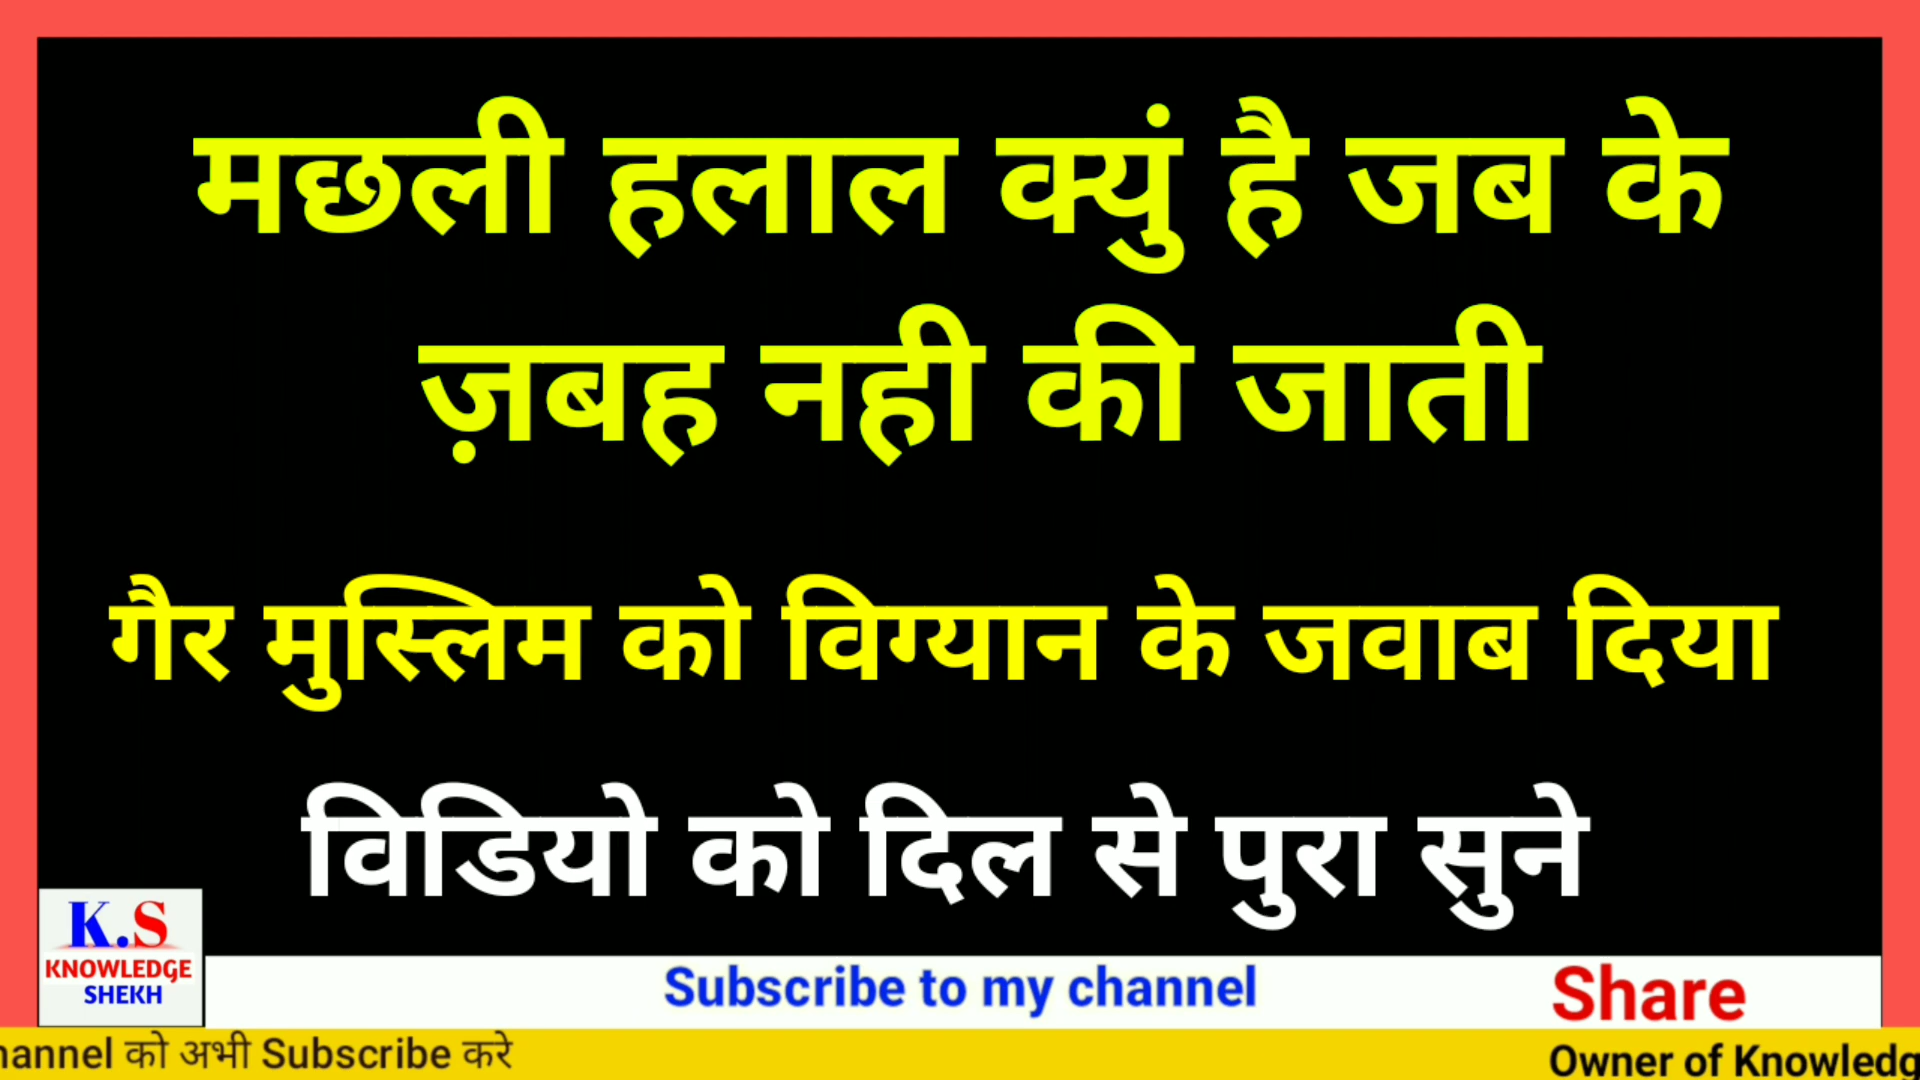 मछली हलाल क्युं है जब के
ज़बह नही की जाती
गैर मुस्लिम को विग्यान के जवाब दिया
विडियो को दिल से पुरा सुने
K.S
KNOWLEDGE
SHEKH
Subscribe to my channel
Share
hannel को अभी Subscribe करे
Owner of Knowledg